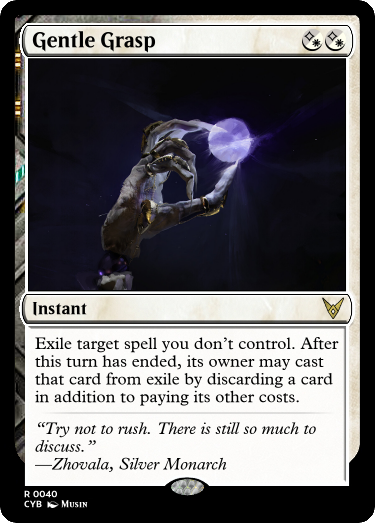 Gentle Grasp
Instant
Exile target spell you don't control. After
this turn has ended, its owner may cast
that card from exile by discarding a card
in addition to paying its other costs.
“Try not to rush. There is still so much to
discuss.”
—Zhovala, Silver Monarch
R 0040
CYB Musin